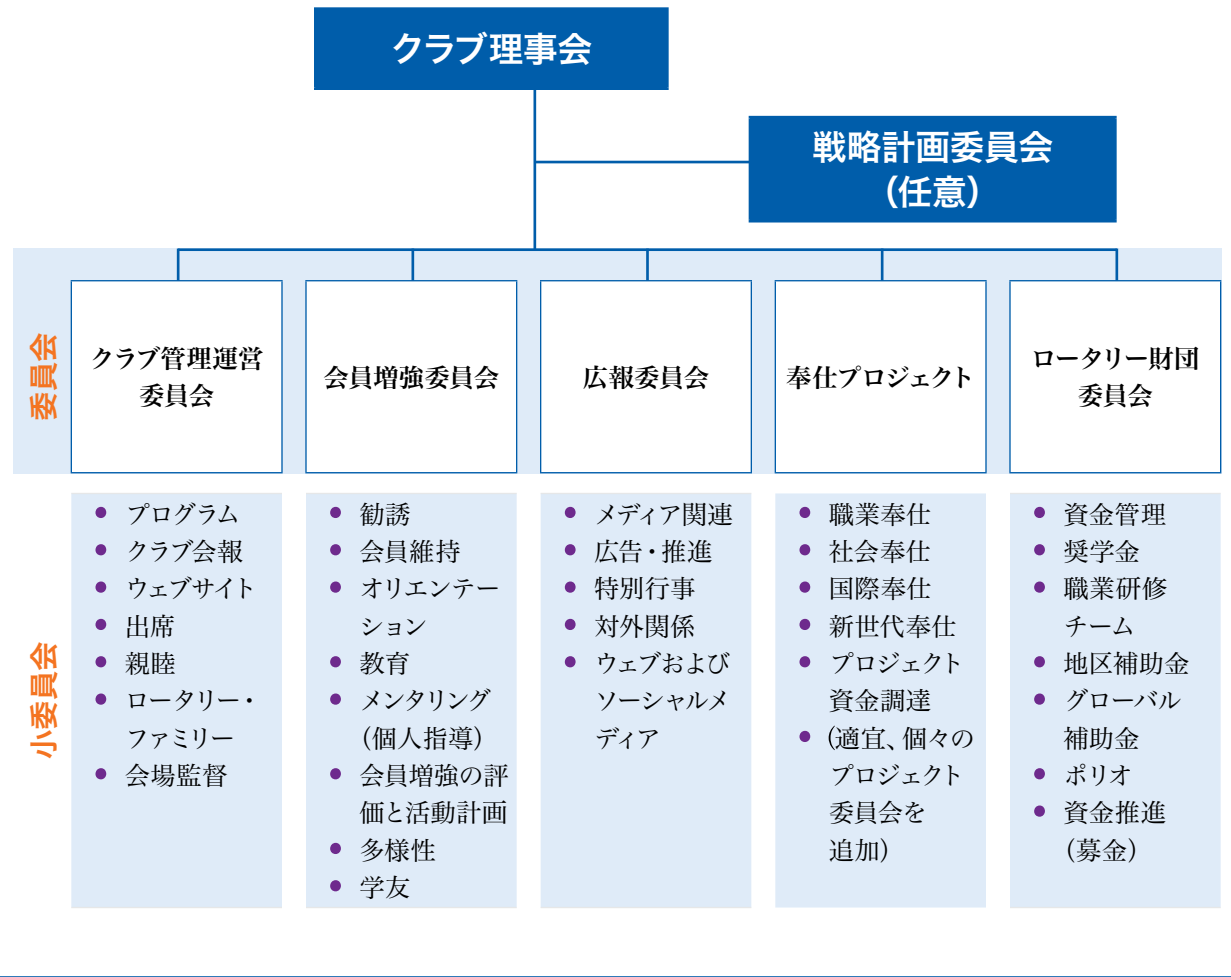 クラブ理事会
戦略計画委員会
(任意)
委員会
クラブ管理運営
委員会
会員増強委員会
広報委員会
奉仕プロジェクト
ロータリー財団
委員会
小委員会
• プログラム
• クラブ会報
• ウェブサイト
• 出席
• 親睦
• ロータリー・
ファミリー
• 会場監督
• 勧誘
• 会員維持
• オリエンテー
ション
• 教育
• メンタリング
(個人指導)
• 会員増強の評
価と活動計画
• 多様性
• 学友
• メディア関連
• 広告・推進
• 特別行事
• 対外関係
• ウェブおよび
ソーシャルメ
ディア
• 職業奉仕
• 社会奉仕
• 国際奉仕
• 新世代奉仕
• プロジェクト
資金調達
• (適宜、個々の
プロジェクト
委員会を
追加)
• 資金管理
• 奨学金
• 職業研修
チーム
• 地区補助金
• グローバル
補助金
• ポリオ
• 資金推進
(募金)